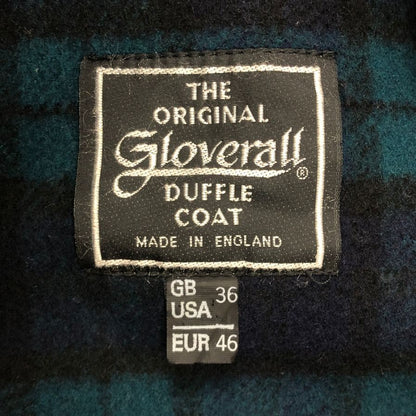 THE
ORIGINAL
Gloverall®
DUFFLE
COAT
MADE IN ENGLAND
GB
USA 36
EUR 46